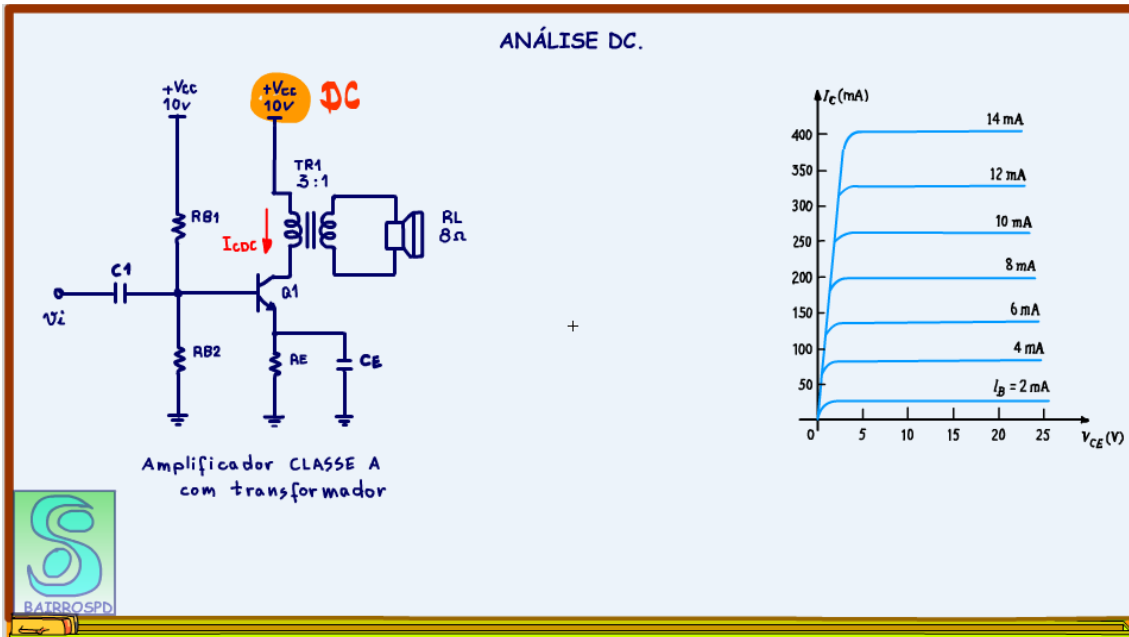 ANÁLISE DC.
+Vcc
10v
+Vcc
10v
DC
TR1
3:1
RB1
ICDC
RL
8Ω
C1
Q1
Vi
RB2
RE
CE
Amplificador CLASSE A
com transformador
BAIRROSPD
IC (mA)
400
350
300
250
200
150
100
50
0
5
10
15
20
25
VCE (V)
14 mA
12 mA
10 mA
8 mA
6 mA
4 mA
IB = 2 mA